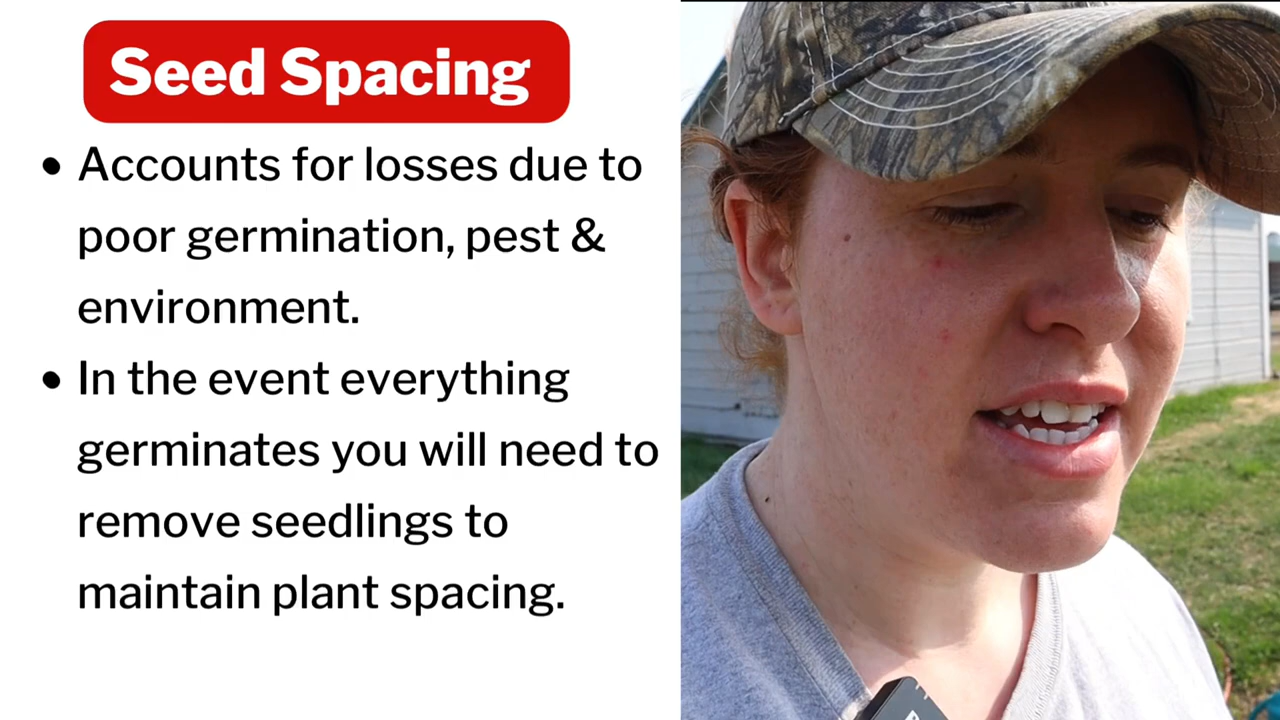 Seed Spacing
• Accounts for losses due to
poor germination, pest &
environment.
• In the event everything
germinates you will need to
remove seedlings to
maintain plant spacing.